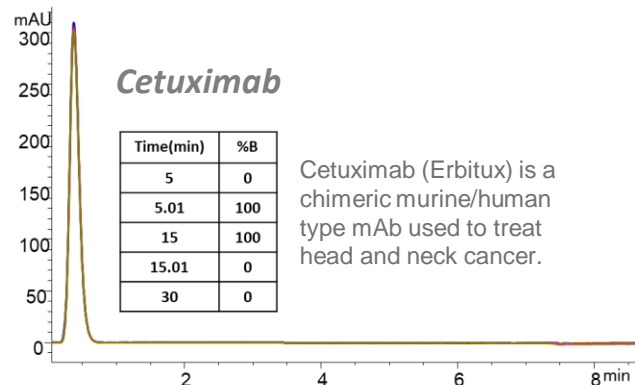 mAU
300
250
200
150
100
50
0
Cetuximab
Time(min) %B
5 0
5.01 100
15 100
15.01 0
30 0
Cetuximab (Erbitux) is a
chimeric murine/human
type mAb used to treat
head and neck cancer.
2 4 6 8 min